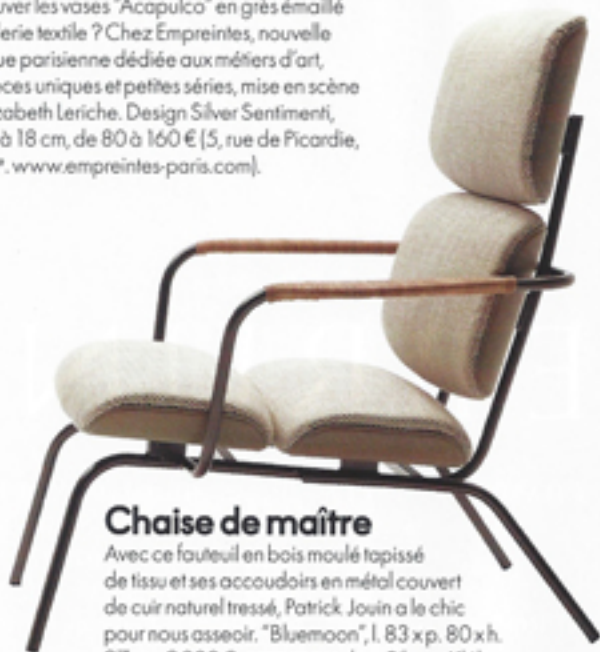 uver les vases "Acapulco" en grès émaillé
erie textile ? Chez Empreintes, nouvelle
ue parisienne dédiée aux métiers d'art,
èces uniques et petites séries, mise en scène
zabeth Leriche. Design Silver Sentimenti,
à 18 cm, de 80 à 160 € (5, rue de Picardie,
www.empreintes-paris.com).
Chaise de maître
Avec ce fauteuil en bois moulé tapissé
de tissu et ses accoudoirs en métal couvert
de cuir naturel tressé, Patrick Jouin a le chic
pour nous asseoir. "Bluemoon", l. 83 x p. 80 x h.